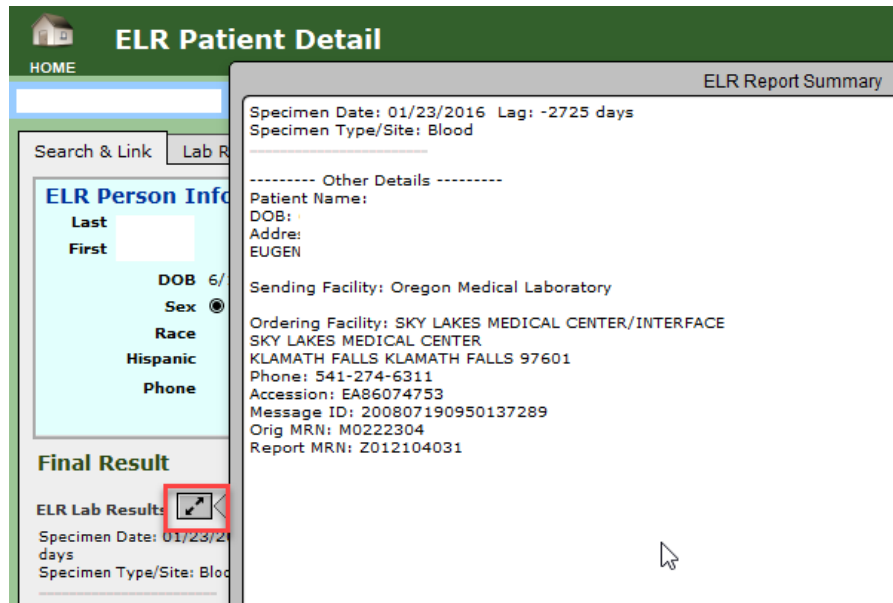 ELR Patient Detail
HOME
ELR Report Summary
Search & Link
Lab R
ELR Person Info
Last
First
DOB 6/
Sex
Race
Hispanic
Phone
Final Result
ELR Lab Results
Specimen Date: 01/23/20
days
Specimen Type/Site: Bloo
Specimen Date: 01/23/2016 Lag: -2725 days
Specimen Type/Site: Blood
--------- Other Details ---------
Patient Name:
DOB:
Addres
EUGEN
Sending Facility: Oregon Medical Laboratory
Ordering Facility: SKY LAKES MEDICAL CENTER/INTERFACE
SKY LAKES MEDICAL CENTER
KLAMATH FALLS KLAMATH FALLS 97601
Phone: 541-274-6311
Accession: EA86074753
Message ID: 200807190950137289
Orig MRN: M0222304
Report MRN: Z012104031